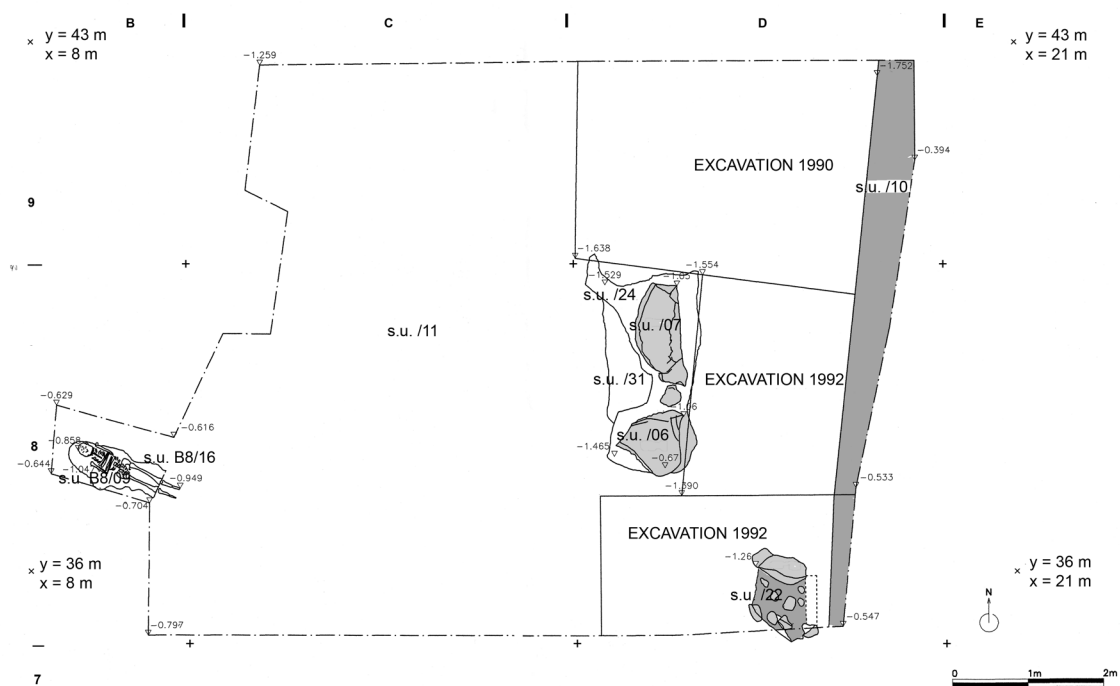 B I C I D I E
y = 43 m
x = 8 m
y = 43 m
x = 21 m
-1.259
-1.752
-0.394
EXCAVATION 1990
s.u. /10
9
-1.638
-1.554
-1.529
s.u. /24
s.u. /07
s.u. /11
s.u. /31
EXCAVATION 1992
-0.629
-0.616
8
-0.858
s.u. B8/16
s.u. /06
-1.465
-0.67
-0.644
-1.04
s.u. B8/09
-0.949
-0.533
-0.704
EXCAVATION 1992
-1.26
y = 36 m
x = 8 m
y = 36 m
x = 21 m
s.u. /22
N
-0.547
-0.797
7
0 1m 2m